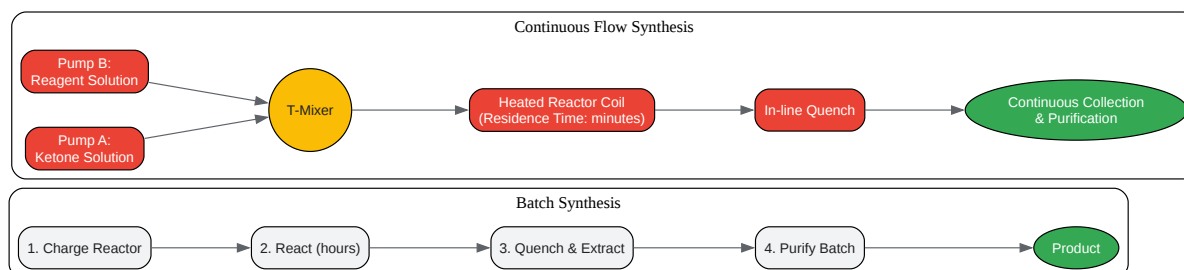 Continuous Flow Synthesis
Pump B:
Reagent Solution
Pump A:
Ketone Solution
T-Mixer
Heated Reactor Coil
(Residence Time: minutes)
In-line Quench
Continuous Collection
& Purification
Batch Synthesis
1. Charge Reactor
2. React (hours)
3. Quench & Extract
4. Purify Batch
Product